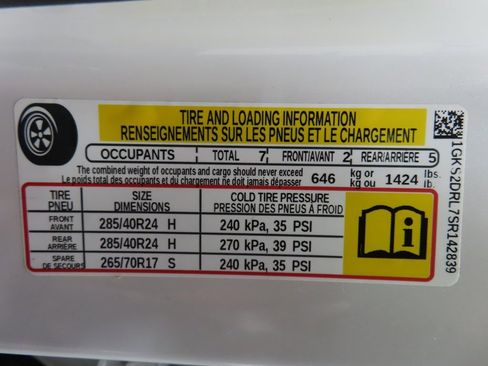 TIRE AND LOADING INFORMATION
RENSEIGNEMENTS SUR LES PNEUS ET LE CHARGEMENT
OCCUPANTS TOTAL 7 FRONT/AVANT 2 REAR/ARRIÈRE 5
The combined weight of occupants and cargo should never exceed
Le poids total des occupants et du chargement ne doit jamais dépasser
646 kg or kg ou 1424 lbs. lb.
TIRE PNEU SIZE DIMENSIONS COLD TIRE PRESSURE PRESSION DES PNEUS À FROID
FRONT AVANT 285/40R24 H 240 kPa, 35 PSI
REAR ARRIÈRE 285/40R24 H 270 kPa, 39 PSI
SPARE DE SECOURS 265/70R17 S 240 kPa, 35 PSI
1GKS2DRL7SR142839